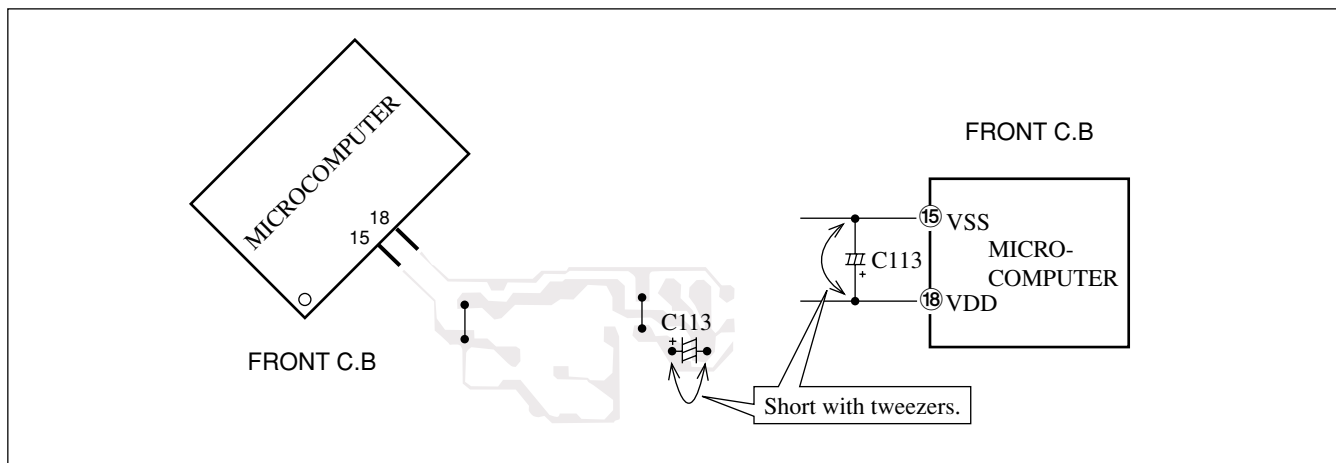 MICROCOMPUTER
18
15
FRONT C.B
C113
+
Short with tweezers.
FRONT C.B
15 VSS
C113
+
MICRO-
COMPUTER
18 VDD